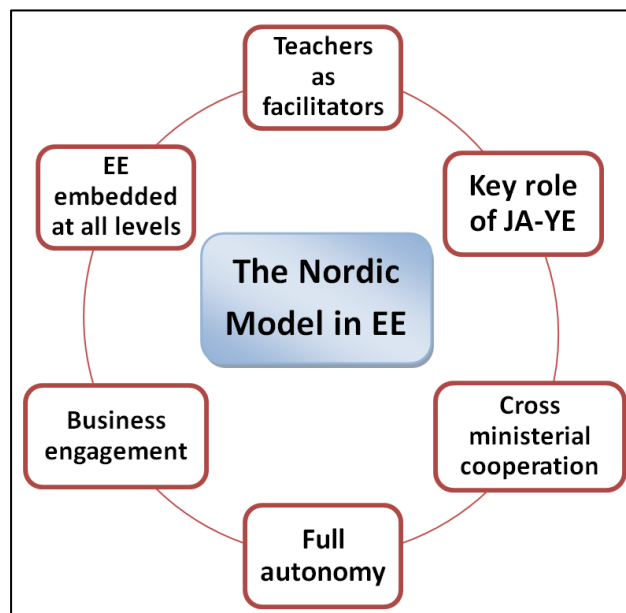 Teachers
as
facilitators
Key role
of JA-YE
Cross
ministerial
cooperation
Full
autonomy
Business
engagement
EE
embedded
at all levels
The Nordic
Model in EE